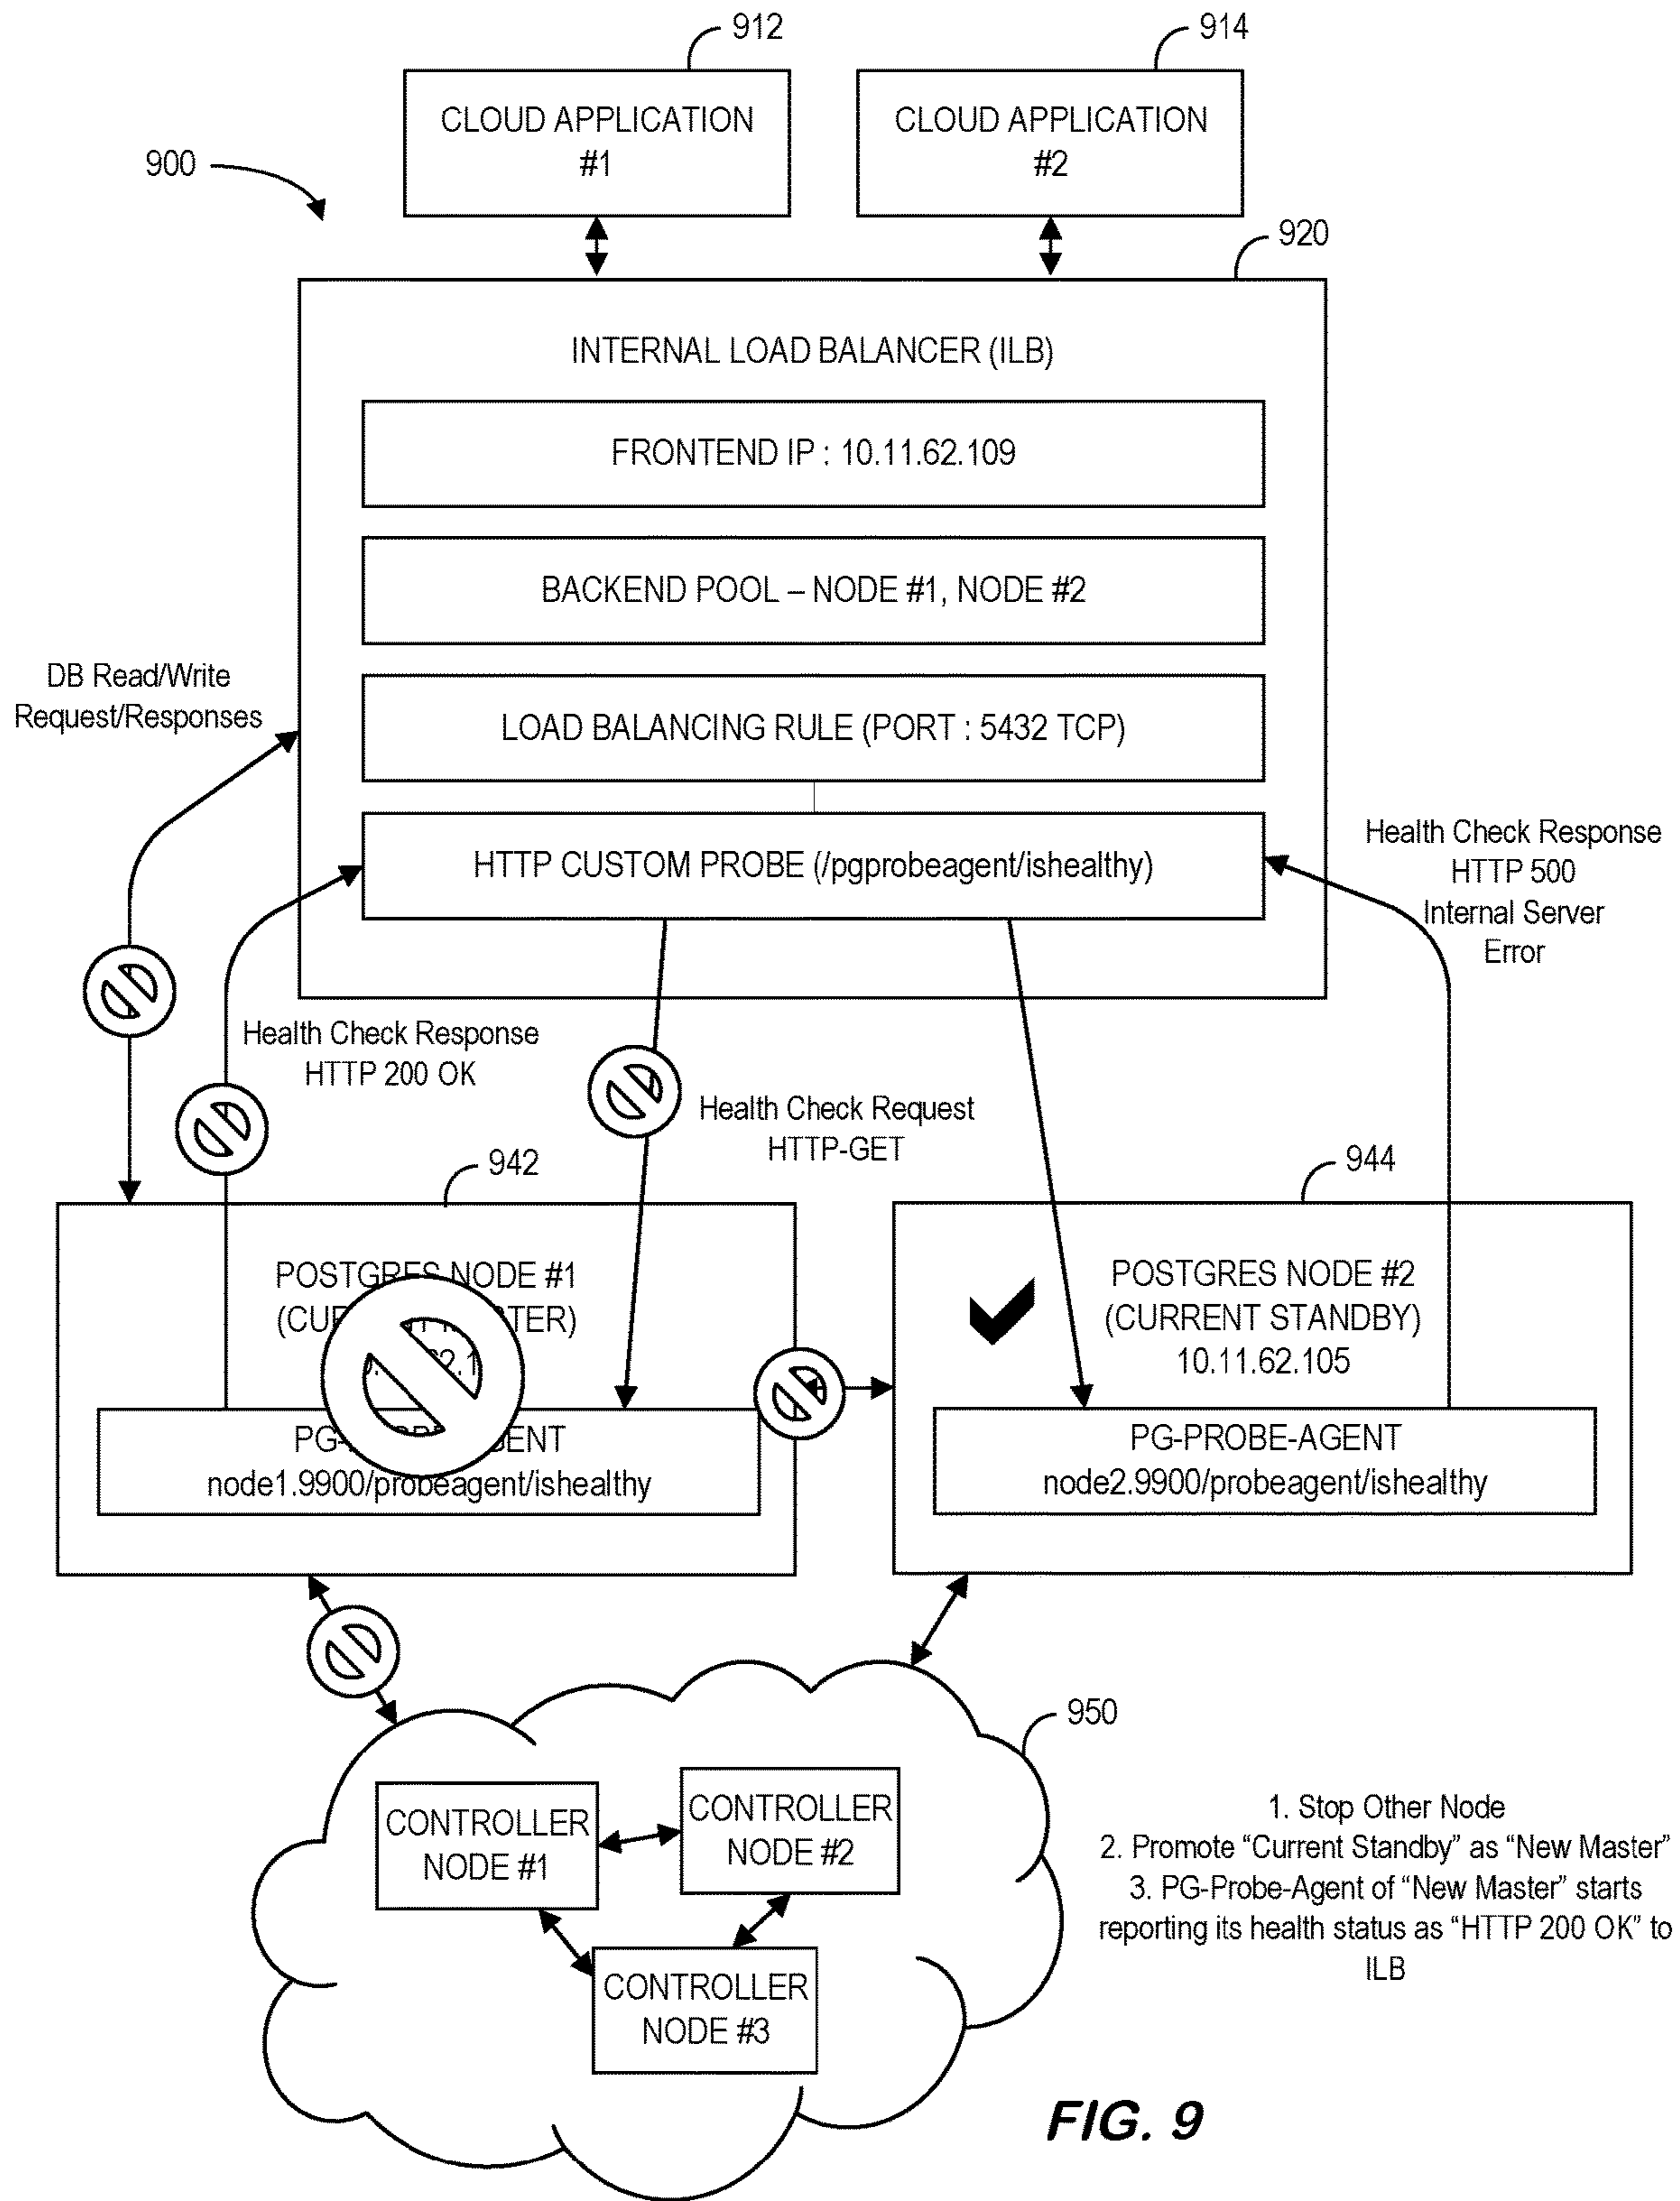 912
914
CLOUD APPLICATION
#1
CLOUD APPLICATION
#2
900
920
INTERNAL LOAD BALANCER (ILB)
FRONTEND IP : 10.11.62.109
BACKEND POOL – NODE #1, NODE #2
DB Read/Write
Request/Responses
LOAD BALANCING RULE (PORT : 5432 TCP)
HTTP CUSTOM PROBE (/pgprobeagent/ishealthy)
Health Check Response
HTTP 500
Internal Server
Error
Health Check Response
HTTP 200 OK
Health Check Request
HTTP-GET
942
944
POSTGRES NODE #1
POSTGRES NODE #2
(CURRENT STANDBY)
10.11.62.105
node1.9900/probeagent/ishealthy
PG-PROBE-AGENT
node2.9900/probeagent/ishealthy
950
CONTROLLER
NODE #1
CONTROLLER
NODE #2
CONTROLLER
NODE #3
1. Stop Other Node
2. Promote “Current Standby” as “New Master”
3. PG-Probe-Agent of “New Master” starts
reporting its health status as “HTTP 200 OK” to
ILB
FIG. 9